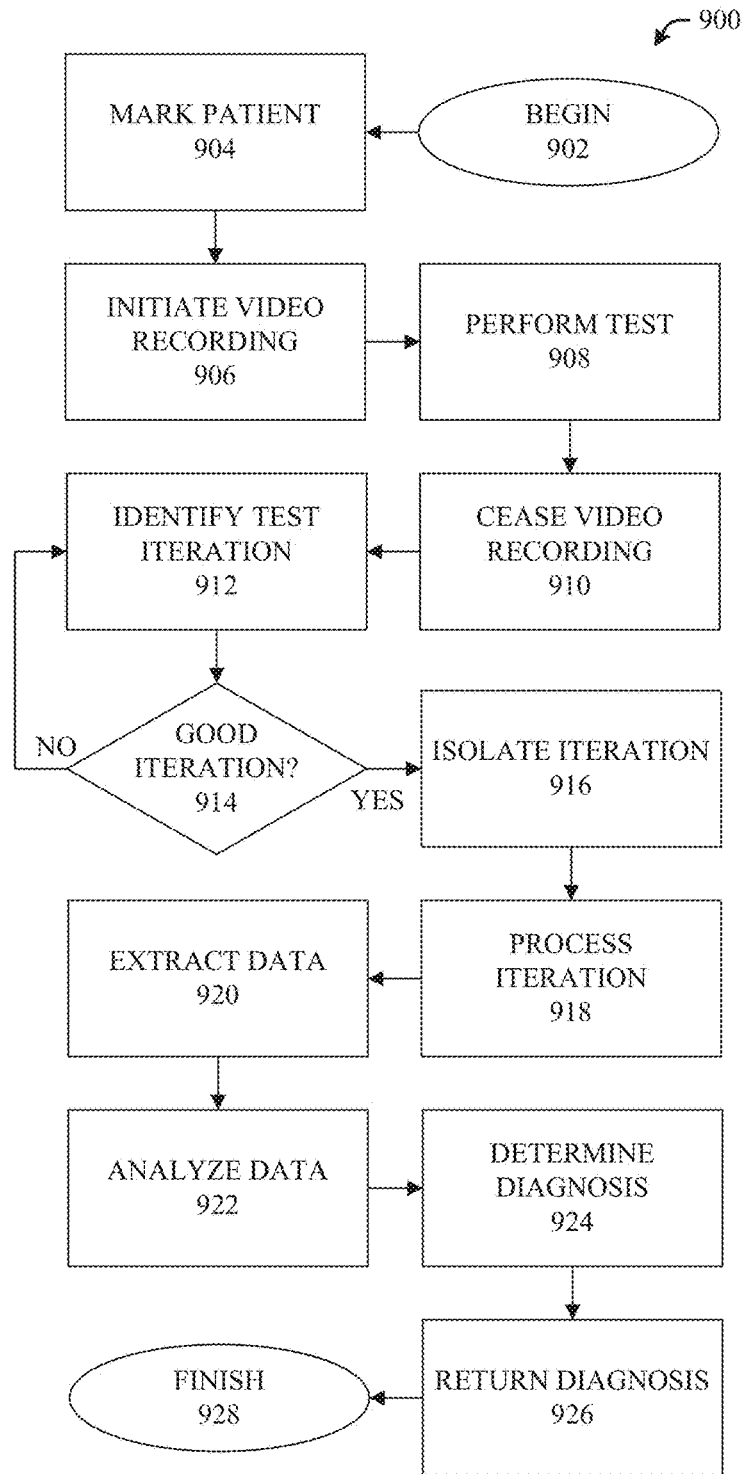 900
BEGIN
902
MARK PATIENT
904
INITIATE VIDEO
RECORDING
906
PERFORM TEST
908
CEASE VIDEO
RECORDING
910
IDENTIFY TEST
ITERATION
912
GOOD
ITERATION?
914
NO
YES
ISOLATE ITERATION
916
PROCESS
ITERATION
918
EXTRACT DATA
920
ANALYZE DATA
922
DETERMINE
DIAGNOSIS
924
RETURN DIAGNOSIS
926
FINISH
928